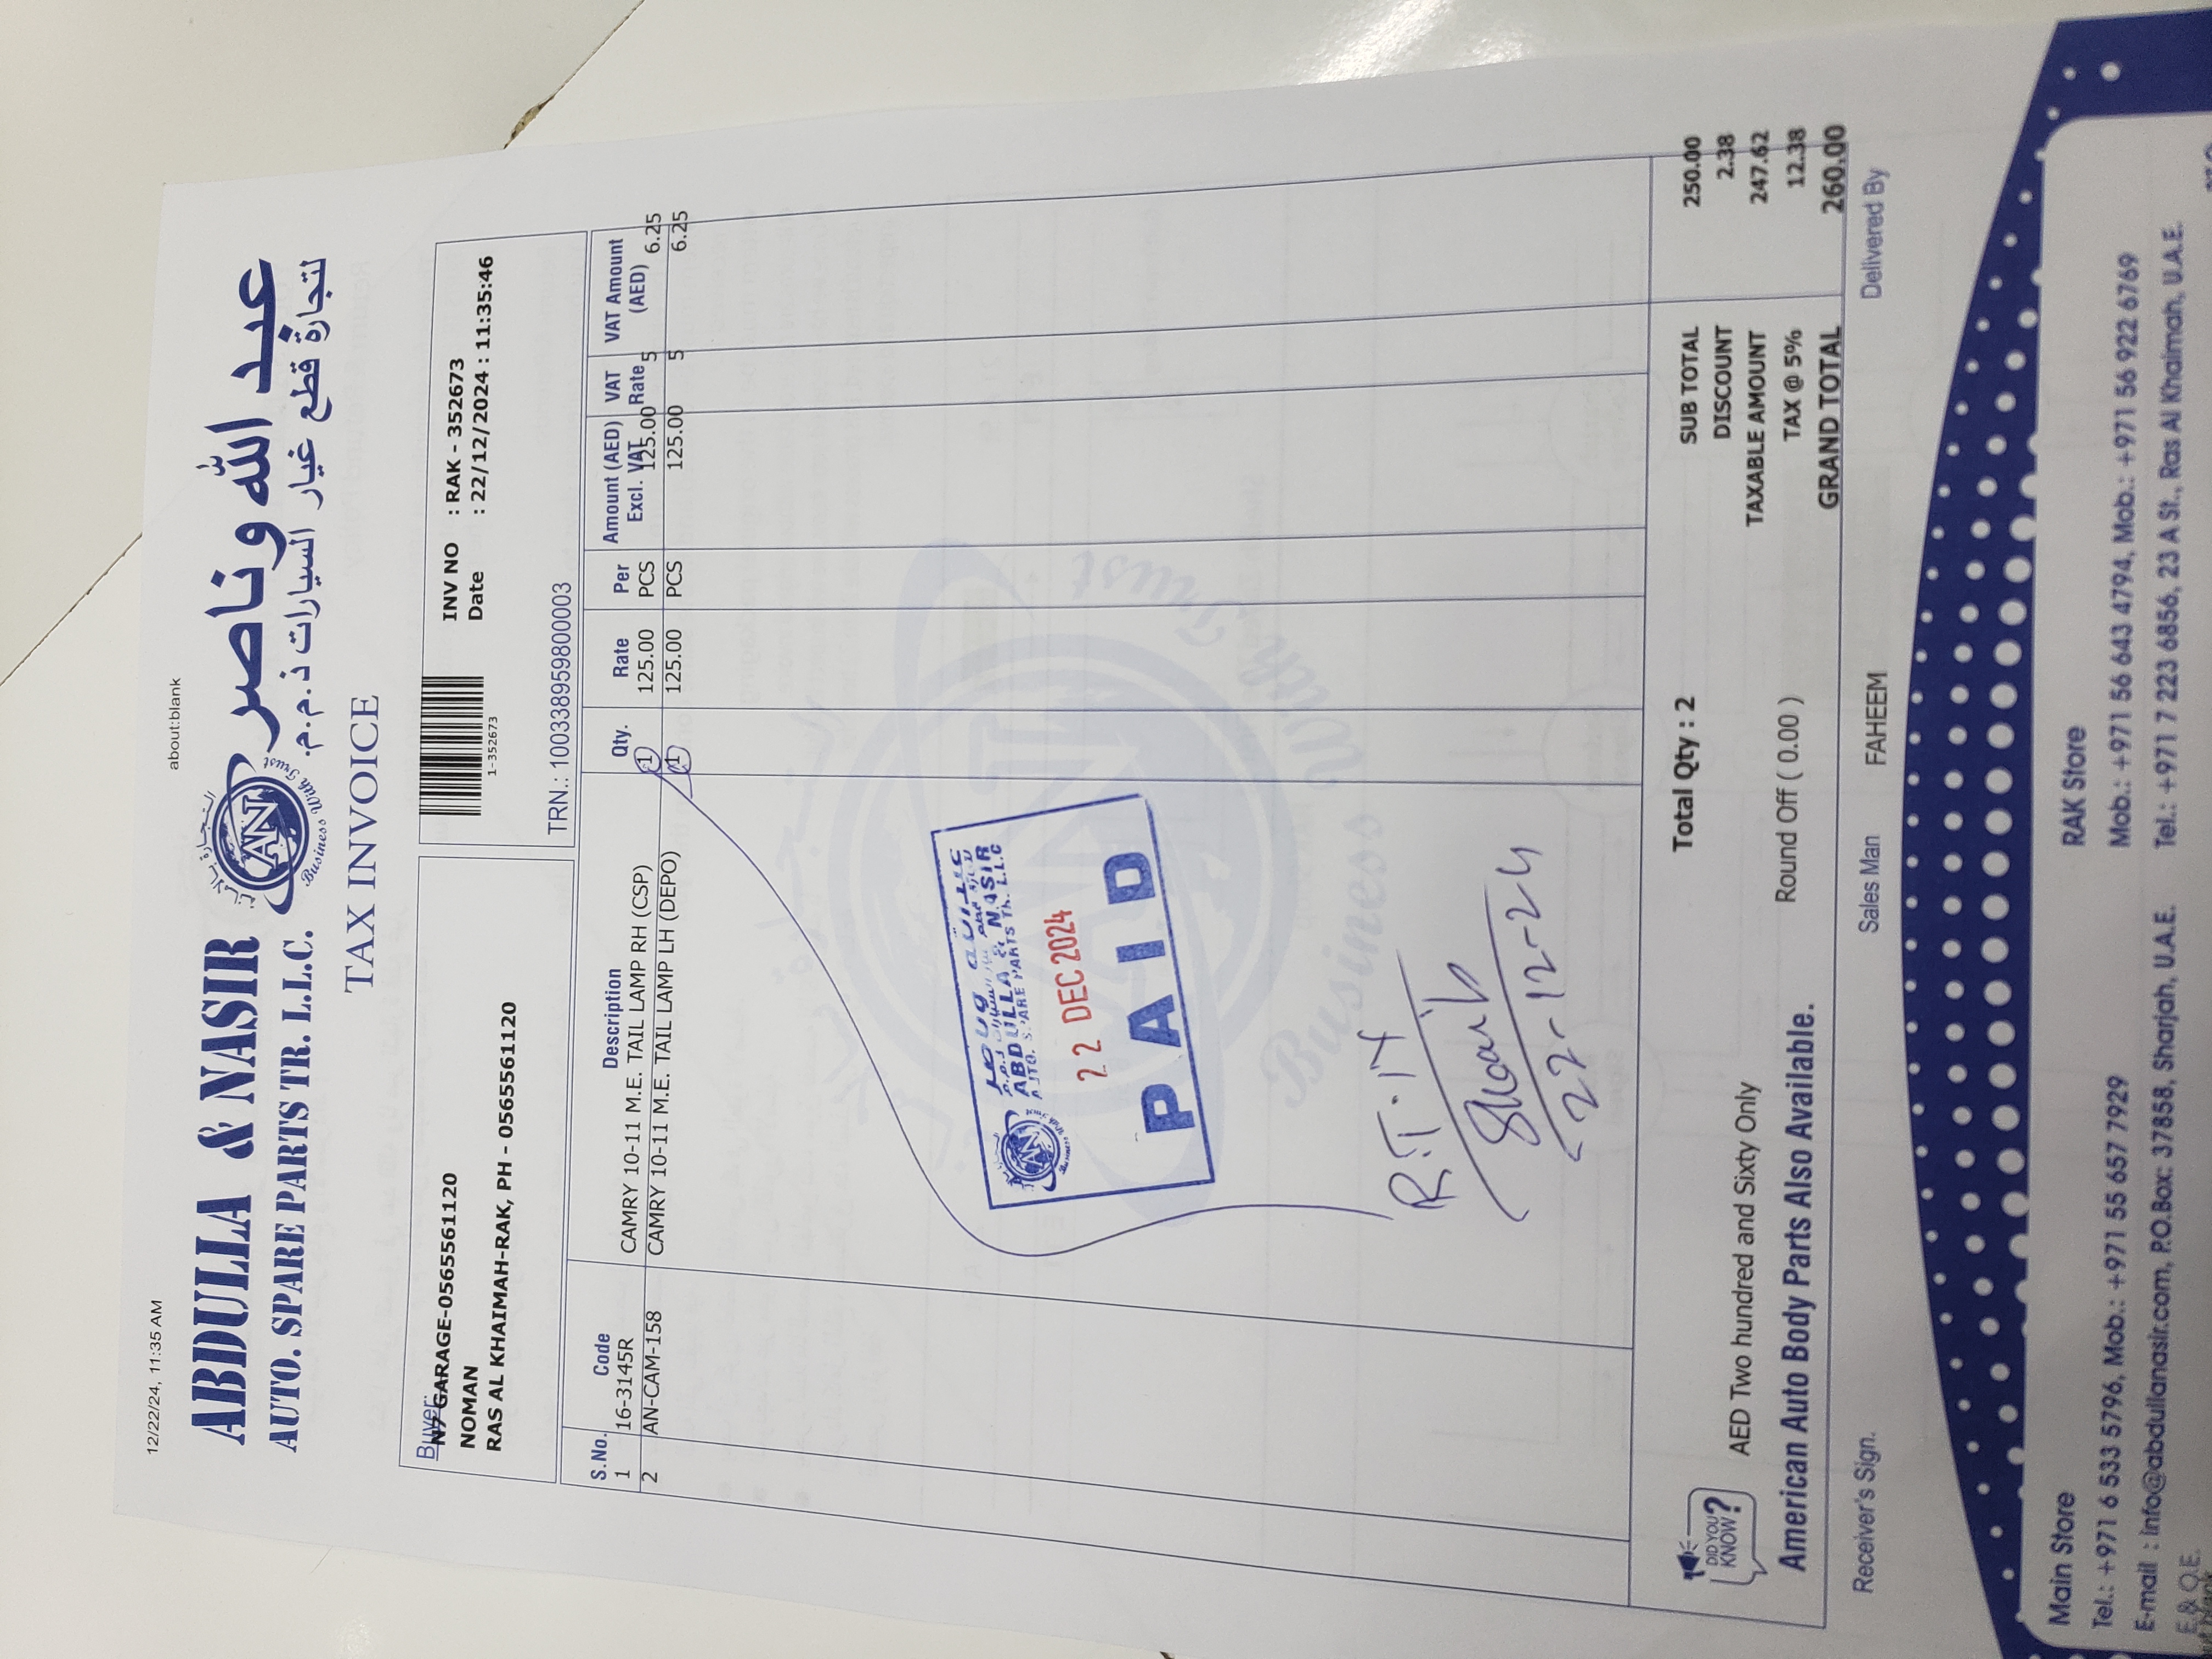 12/22/24, 11:35 AM about:blank
ABDULLA & NASIR عبد الله وناصر
AUTO. SPARE PARTS TR. L.L.C. لتجارة قطع غيار السيارات ذ.م.م.
AN
Business With Trust
TAX INVOICE
Buyer:
N7 GARAGE-0565561120
NOMAN
RAS AL KHAIMAH-RAK, PH - 0565561120
1-352673
INV NO : RAK - 352673
Date : 22/12/2024 : 11:35:46
TRN.: 100338959800003
S.No. Code Description Qty. Rate Per Amount (AED) Excl. VAT VAT Rate VAT Amount (AED)
1 16-3145R CAMRY 10-11 M.E. TAIL LAMP RH (CSP) 1 125.00 PCS 125.00 5 6.25
2 AN-CAM-158 CAMRY 10-11 M.E. TAIL LAMP LH (DEPO) 1 125.00 PCS 125.00 5 6.25
ABDULLA & NASIR
AUTO. SPARE PARTS TR. L.L.C
22 DEC 2024
PAID
Business With Trust
22-12-24
Total Qty : 2
SUB TOTAL 250.00
DISCOUNT 2.38
AED Two hundred and Sixty Only
TAXABLE AMOUNT 247.62
Round Off ( 0.00 )
TAX @ 5% 12.38
GRAND TOTAL 260.00
DID YOU KNOW?
American Auto Body Parts Also Available.
Receiver's Sign. Sales Man FAHEEM Delivered By
Main Store
Tel.: +971 6 533 5796, Mob.: +971 55 657 7929
E-mail : info@abdullanasir.com, P.O.Box: 37858, Sharjah, U.A.E.
E.& O.E.
RAK Store
Mob.: +971 56 643 4794, Mob.: +971 56 922 6769
Tel.: +971 7 223 6856, 23 A St., Ras Al Khaimah, U.A.E.